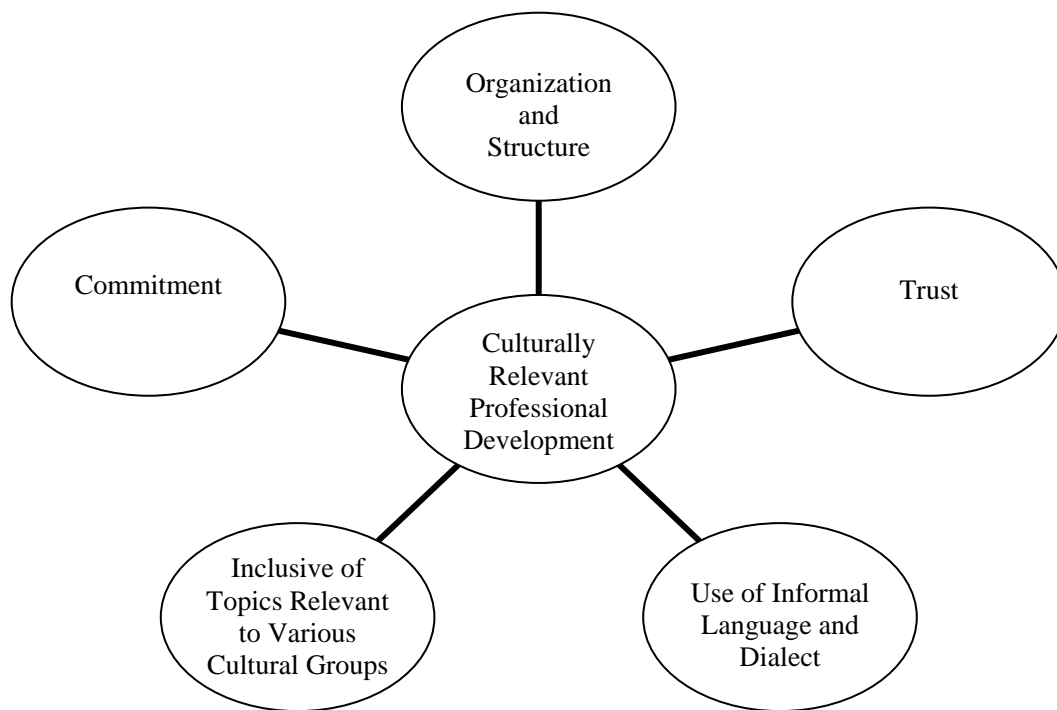 Organization
and
Structure
Commitment
Trust
Culturally
Relevant
Professional
Development
Inclusive of
Topics Relevant
to Various
Cultural Groups
Use of Informal
Language and
Dialect